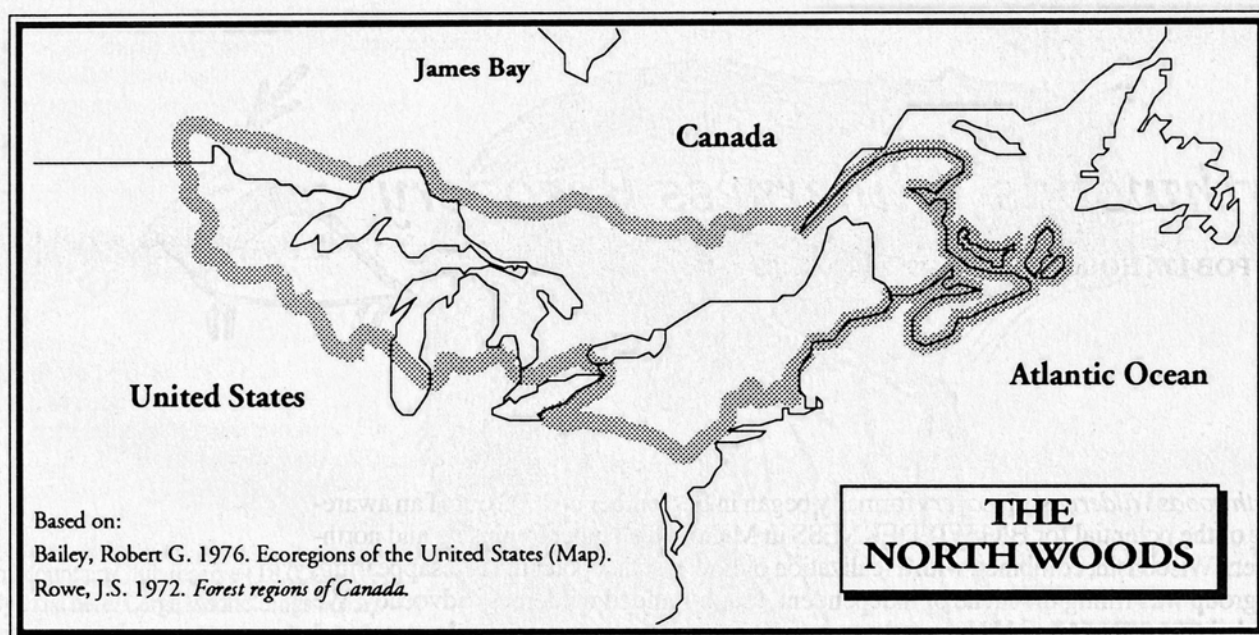 James Bay
Canada
United States
Atlantic Ocean
Based on:
Bailey, Robert G. 1976. Ecoregions of the United States (Map).
Rowe, J.S. 1972. Forest regions of Canada.
THE
NORTH WOODS